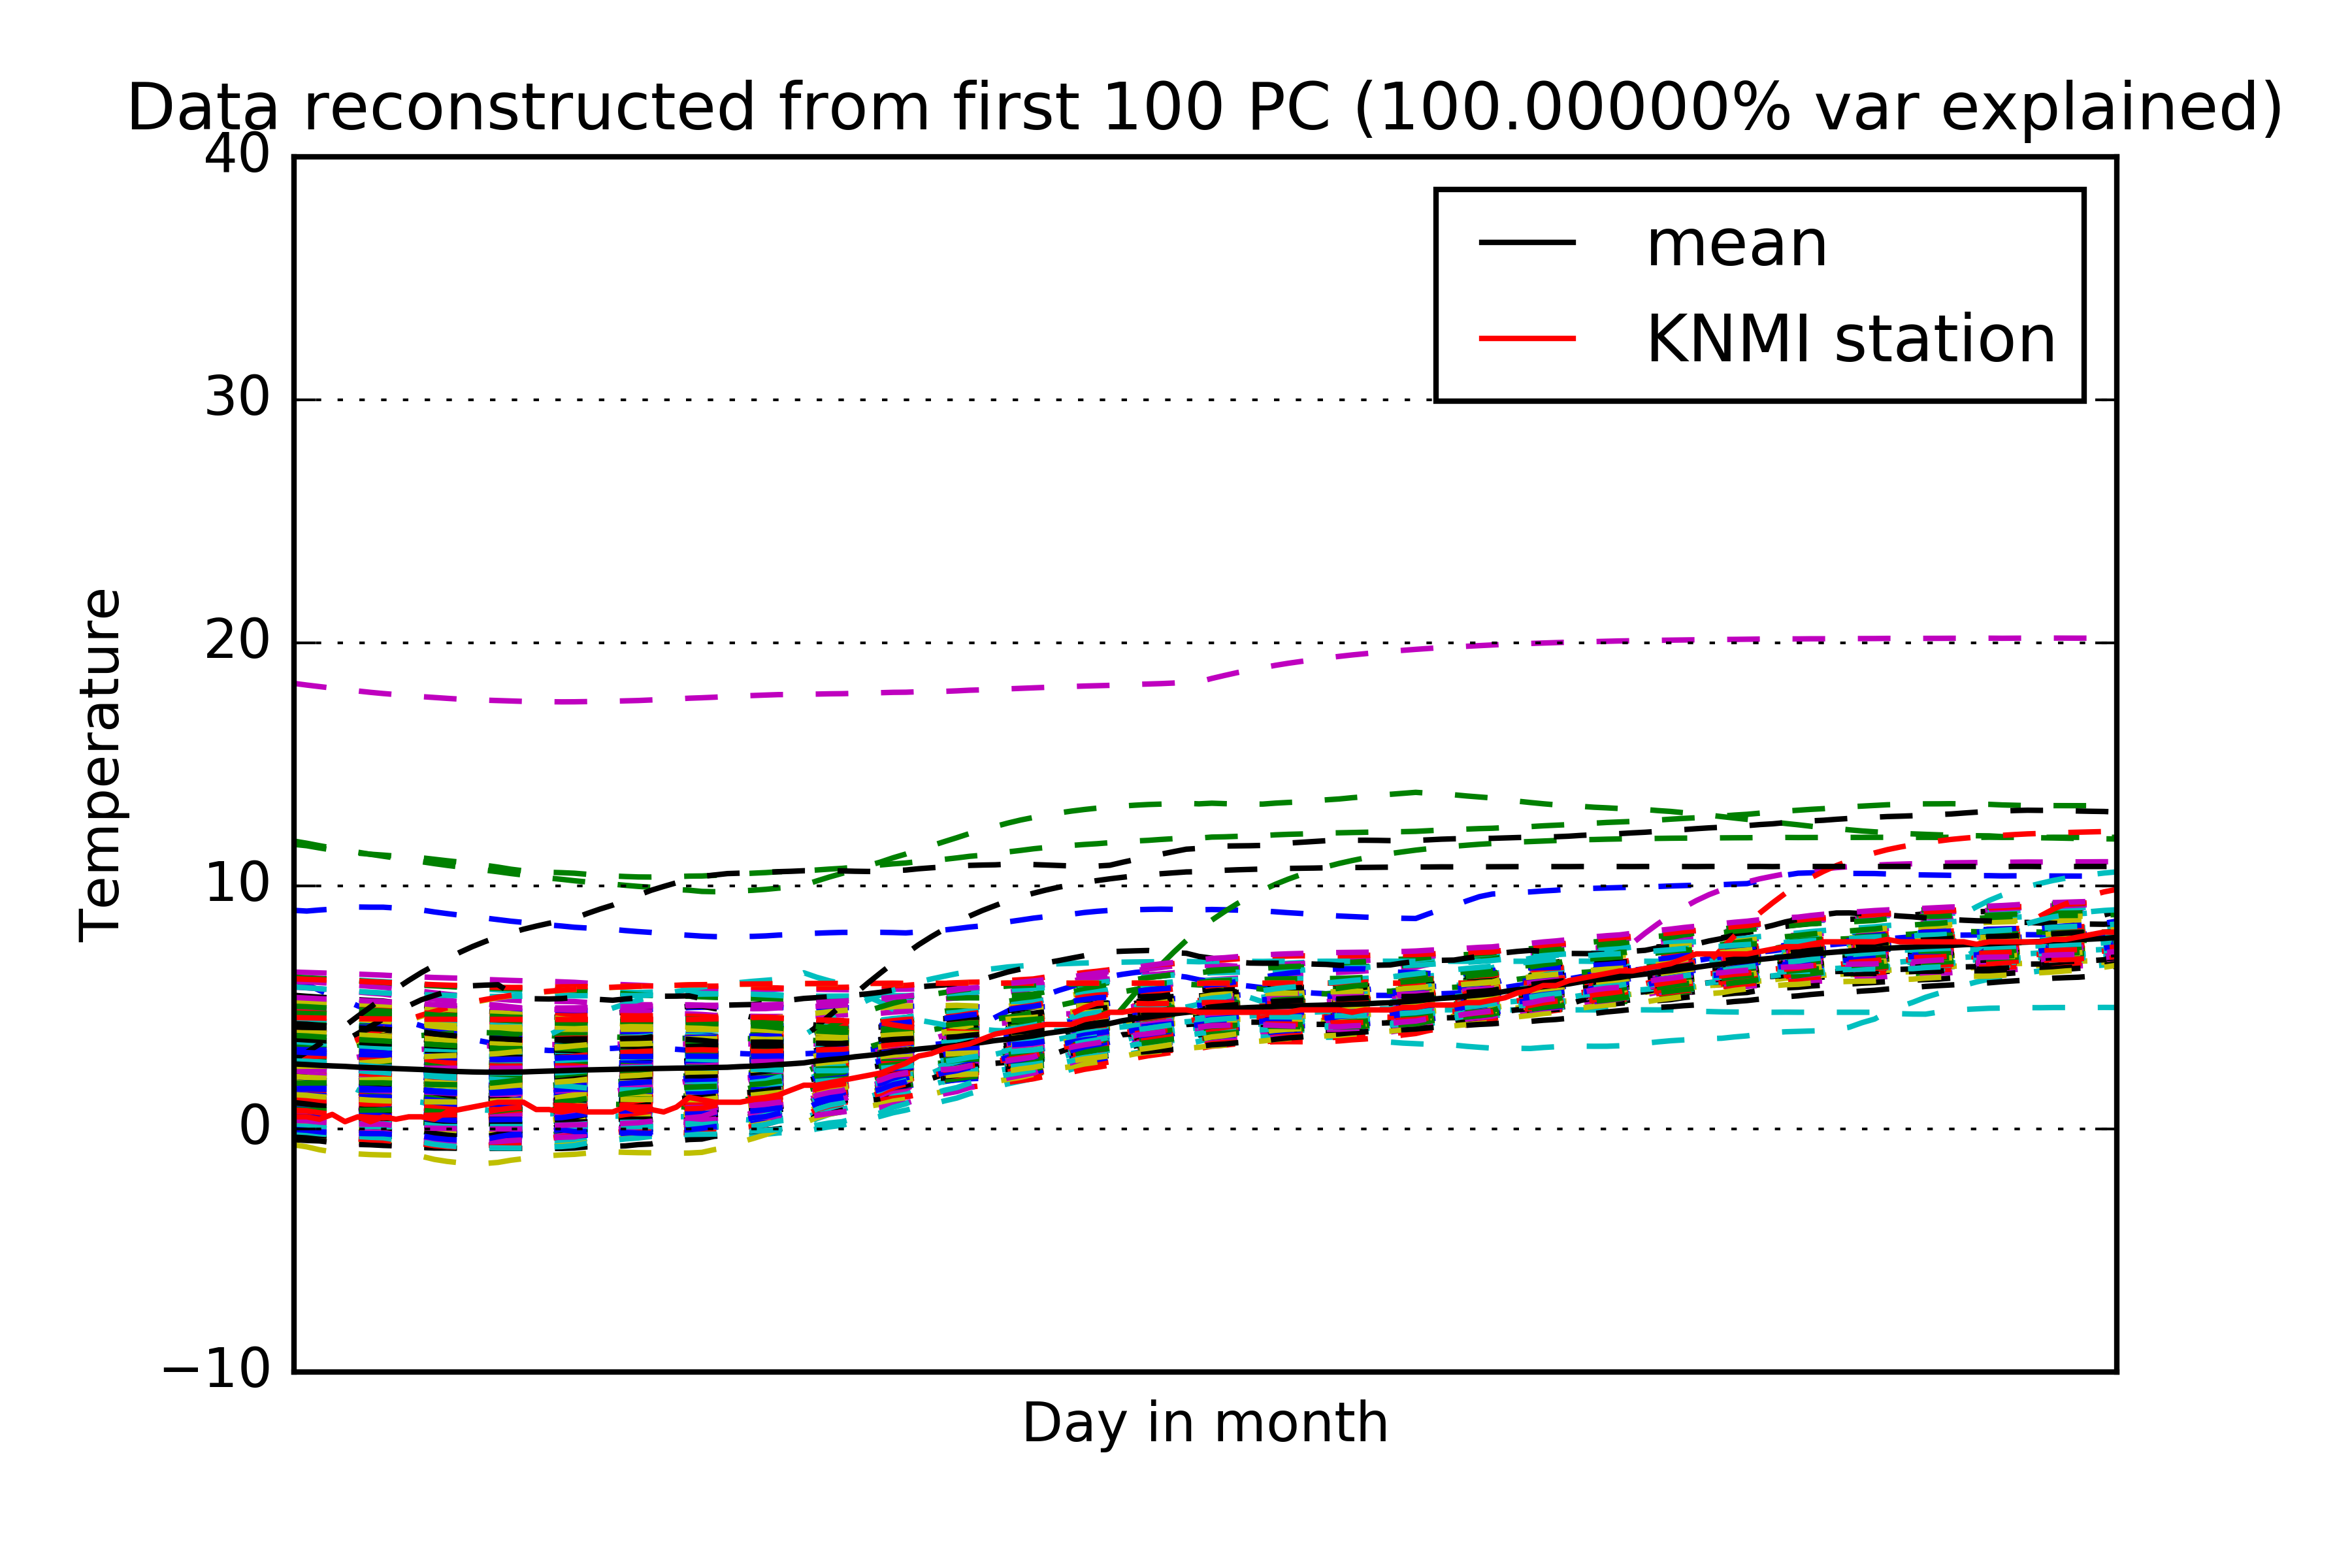 Data reconstructed from first 100 PC (100.00000% var explained)
40
30
20
10
0
−10
Temperature
Day in month
mean
KNMI station